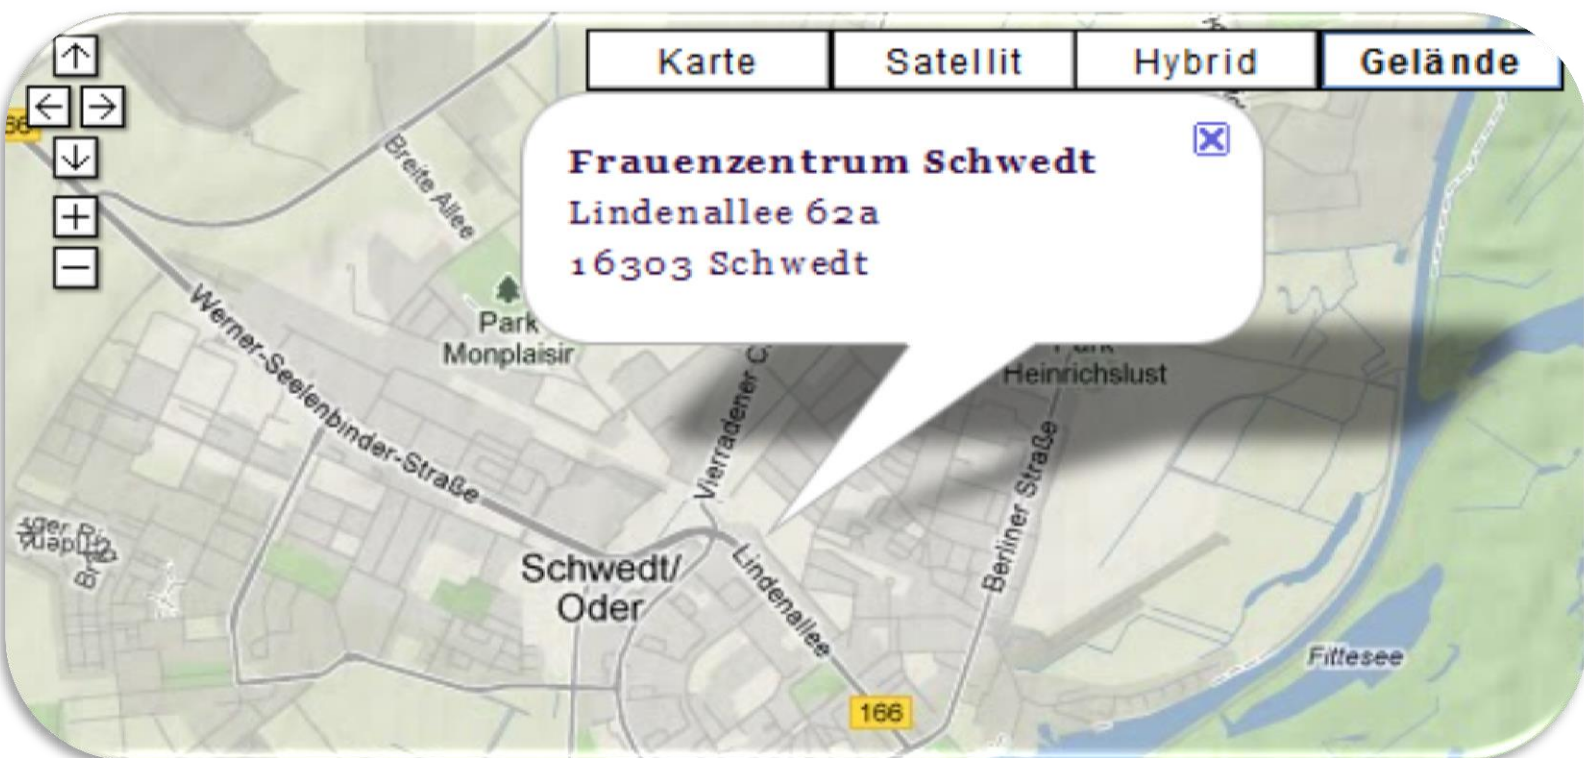 Karte
Satellit
Hybrid
Gelände
Frauenzentrum Schwedt
Lindenallee 62a
16303 Schwedt
Breite Allee
Park
Monplaisir
Heinrichslust
Werner-Seelenbinder-Straße
Vierradener
Berliner Straße
Schwedt/
Oder
Lindenallee
Fittesee
166